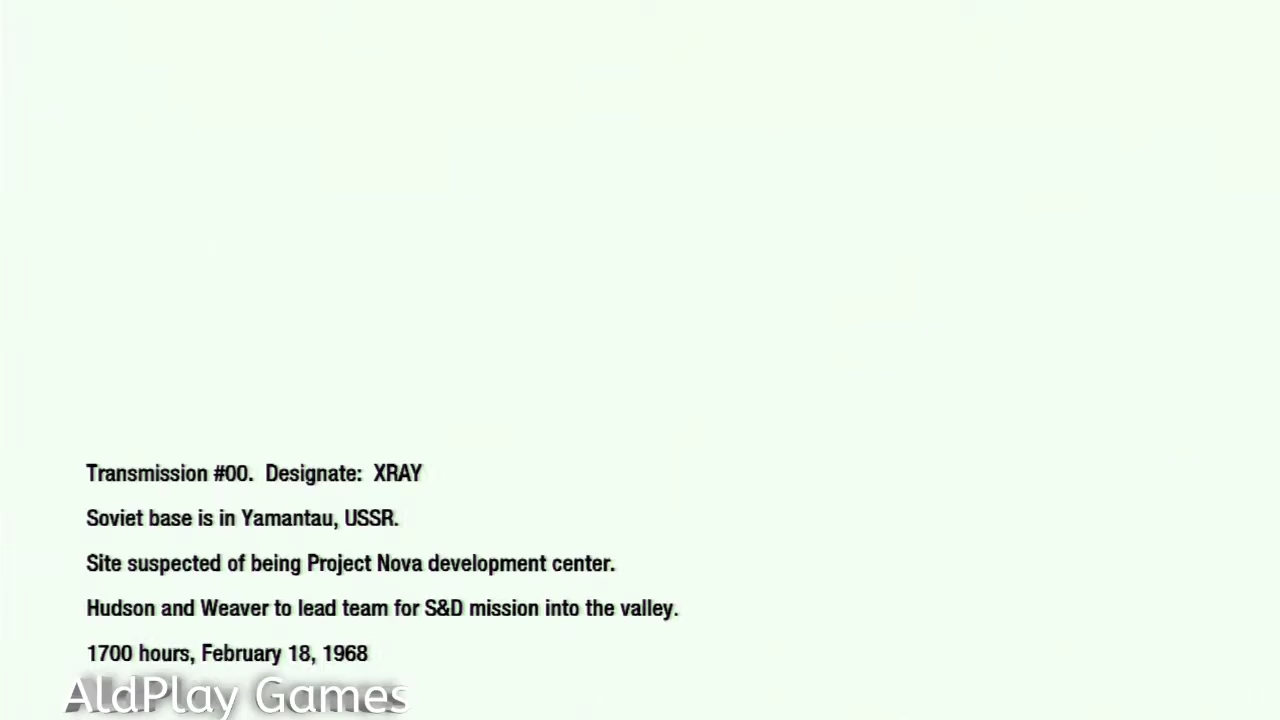 Transmission #00. Designate: XRAY
Soviet base is in Yamantau, USSR.
Site suspected of being Project Nova development center.
Hudson and Weaver to lead team for S&D mission into the valley.
1700 hours, February 18, 1968
AldPlay Games